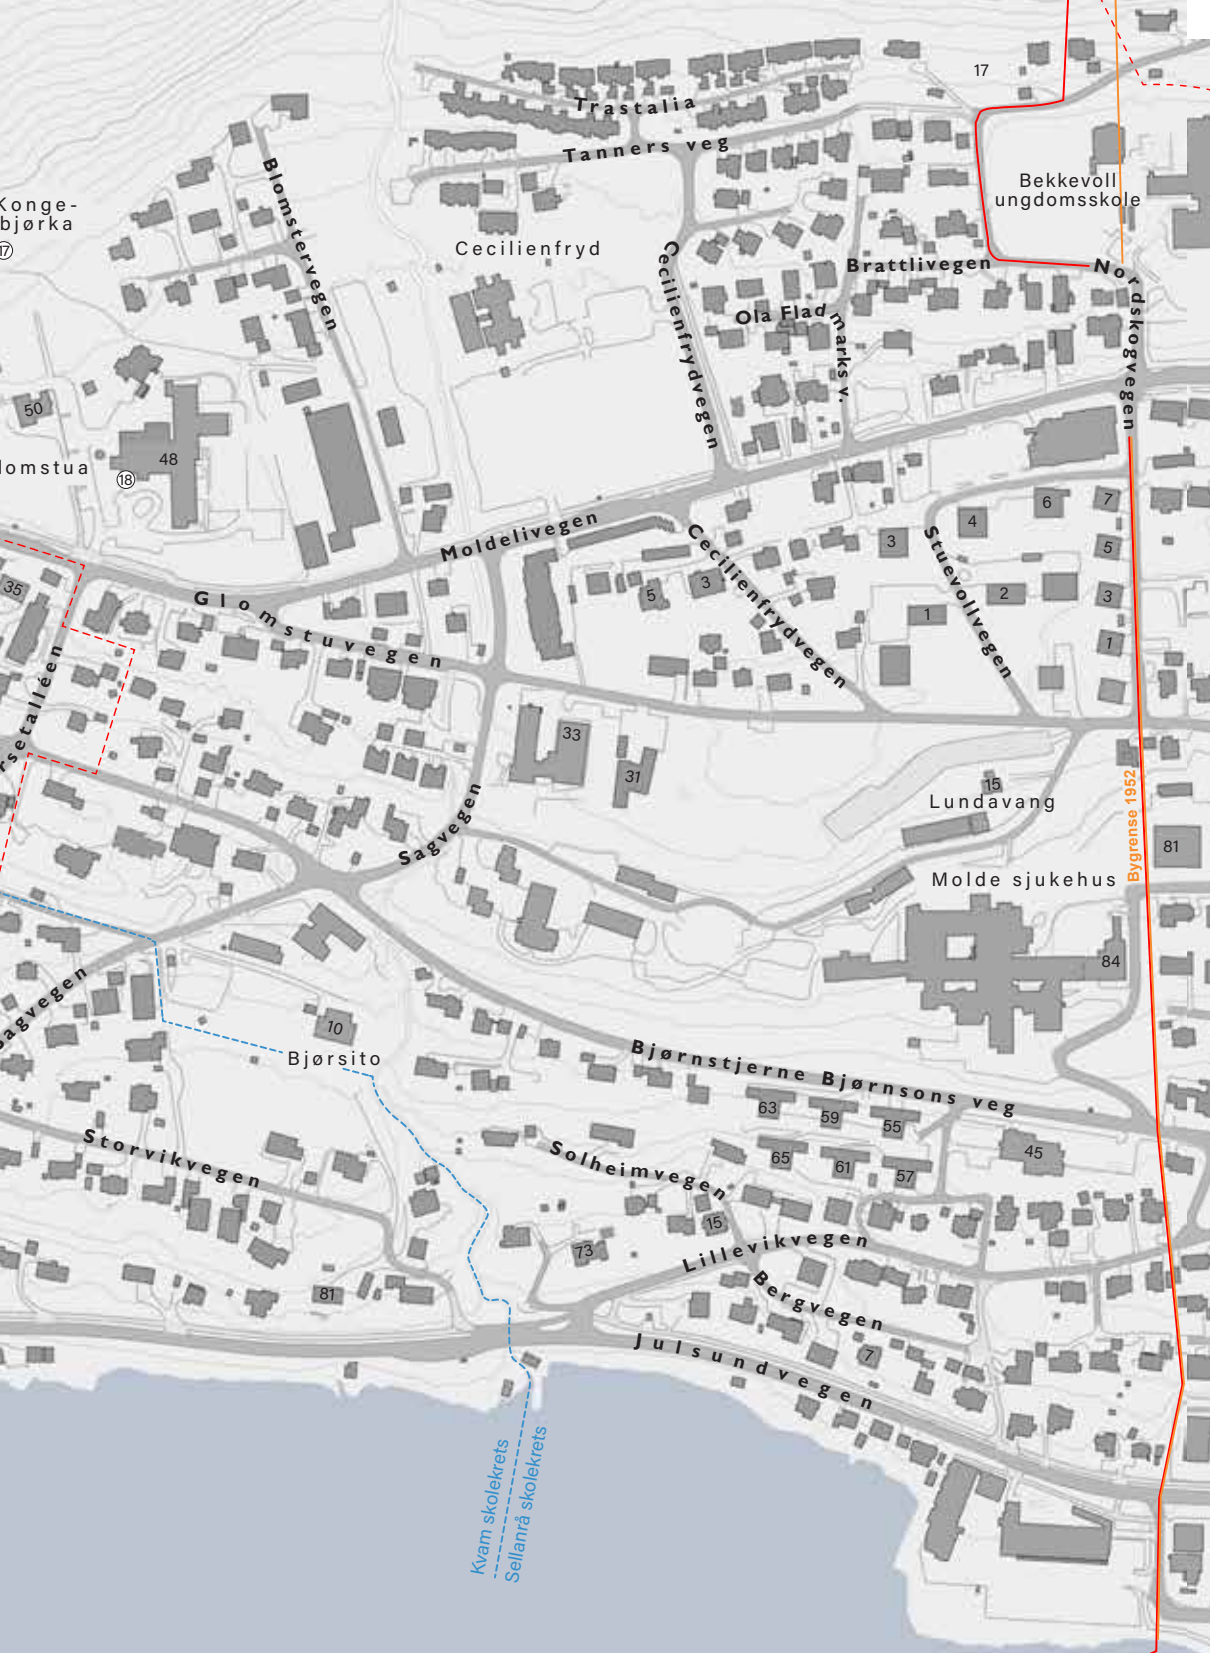 17
Trastalia
Tanners veg
Blomstervegen
Bekkevoll
ungdomsskole
Konge-
bjørka
17
Cecilienfryd
Cecilienfrydvegen
Brattlivegen
Nordskogvegen
Ola Fladmarks v.
50
48
lomstua
18
Moldelivegen
6
7
4
3
5
Stuevollvegen
Cecilienfrydvegen
35
3
5
2
3
Glomstuvegen
1
1
rsetalléen
33
31
15
Lundavang
Bygrense 1952
Sagvegen
81
Molde sjukehus
84
Sagvegen
10
Bjørsito
Bjørnstjerne Bjørnsons veg
63
59
55
Storvikvegen
Solheimvegen
65
61
57
45
15
73
Lillevikvegen
81
Bergvegen
7
Julsundvegen
Kvam skolekrets
Sellanrå skolekrets